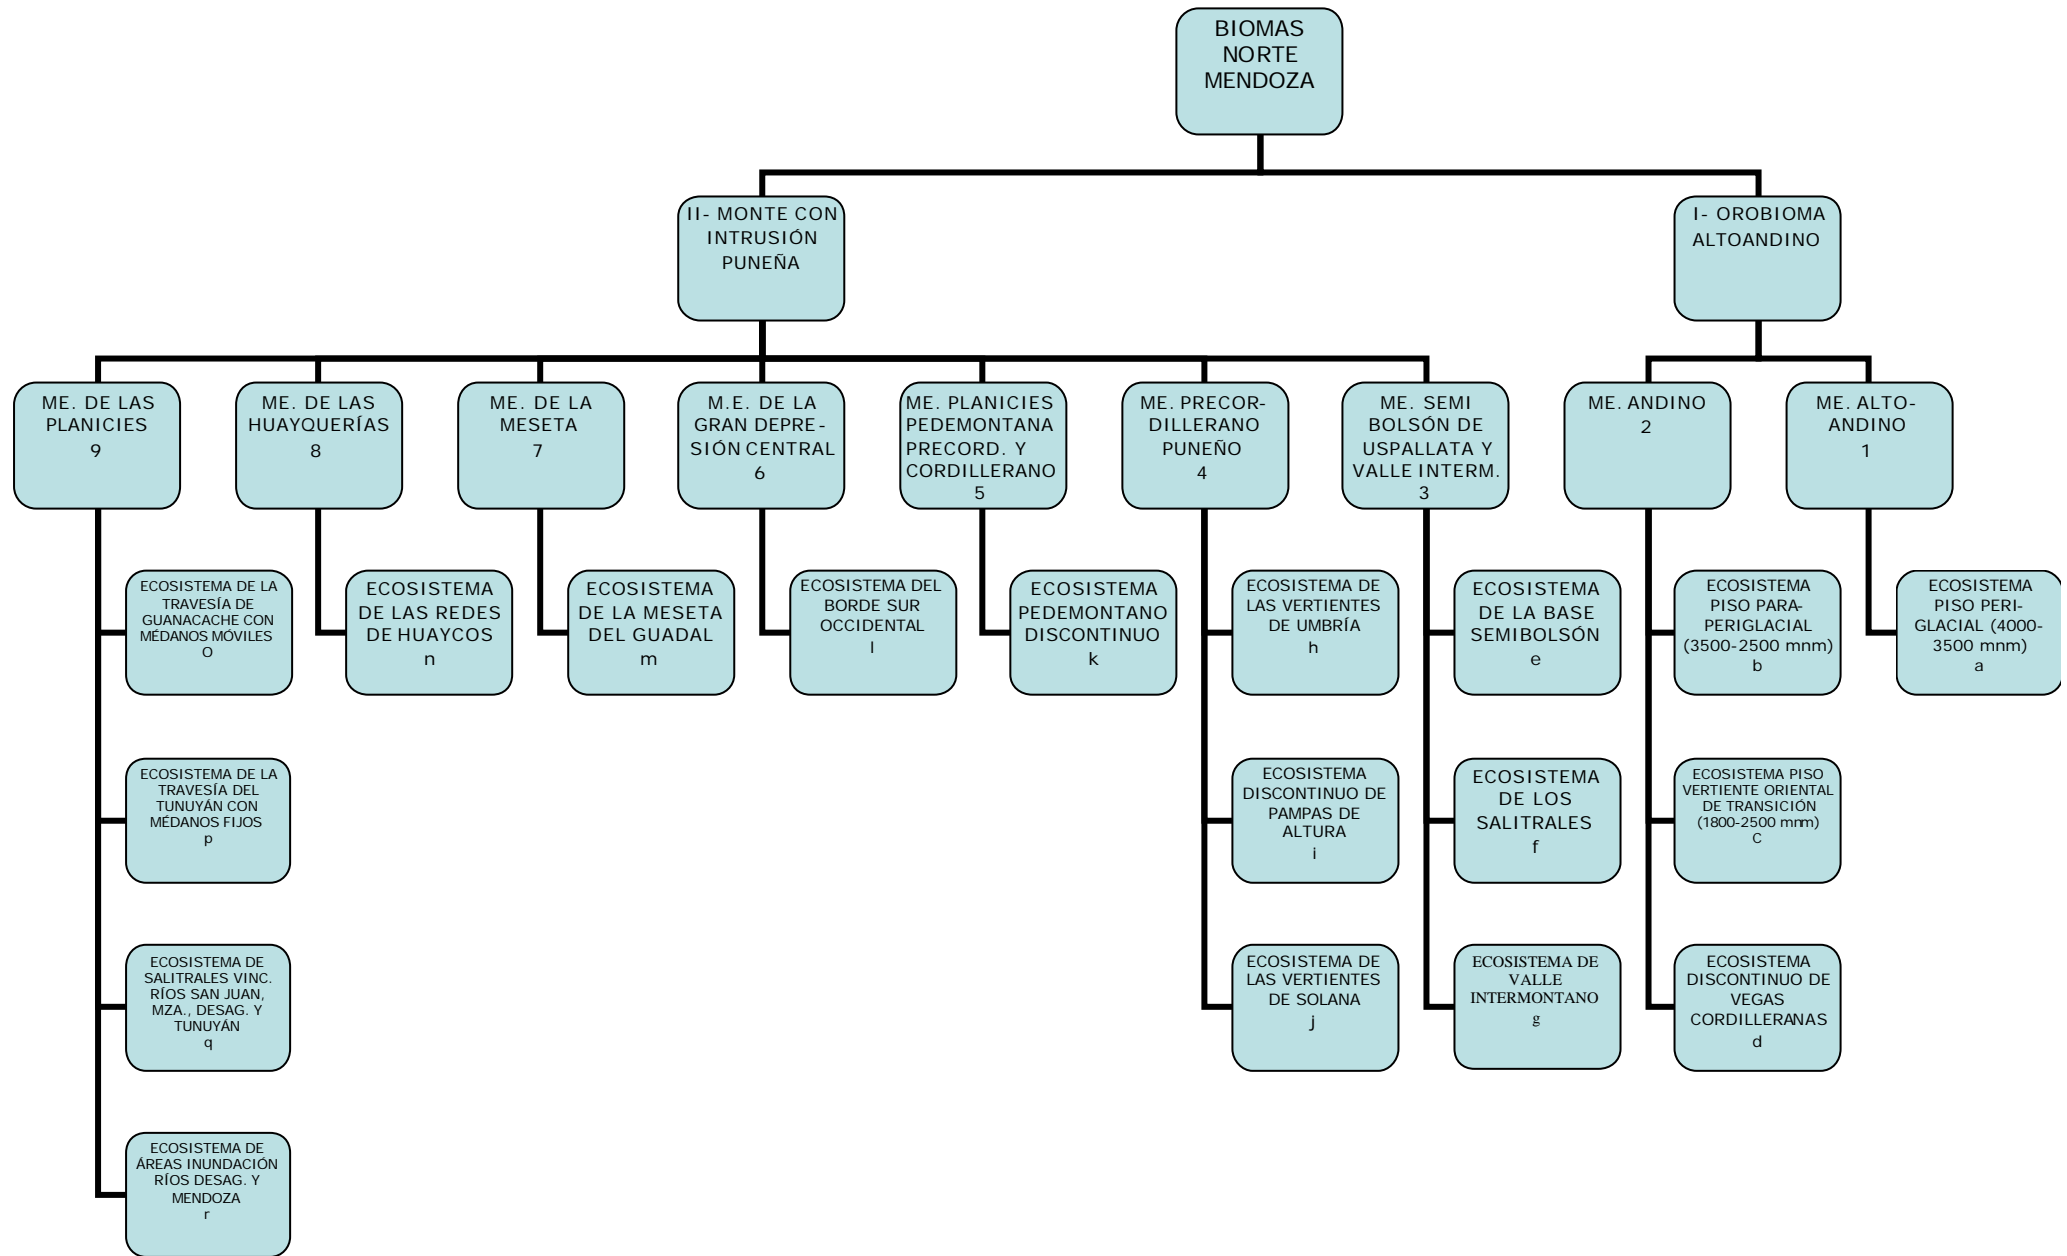 BIOMAS
NORTE
MENDOZA
II- MONTE CON
INTRUSIÓN
PUNEÑA
I- OROBIOMA
ALTOANDINO
ME. DE LAS
PLANICIES
9
ME. DE LAS
HUAYQUERÍAS
8
ME. DE LA
MESETA
7
M.E. DE LA
GRAN DEPRE-
SIÓN CENTRAL
6
ME. PLANICIES
PEDEMONTANA
PRECORD. Y
CORDILLERANO
5
ME. PRECOR-
DILLERANO
PUNEÑO
4
ME. SEMI
BOLSÓN DE
USPALLATA Y
VALLE INTERM.
3
ME. ANDINO
2
ME. ALTO-
ANDINO
1
ECOSISTEMA DE LA
TRAVESÍA DE
GUANACACHE CON
MÉDANOS MÓVILES
O
ECOSISTEMA
DE LAS REDES
DE HUAYCOS
n
ECOSISTEMA
DE LA MESETA
DEL GUADAL
m
ECOSISTEMA DEL
BORDE SUR
OCCIDENTAL
l
ECOSISTEMA
PEDEMONTANO
DISCONTINUO
k
ECOSISTEMA DE
LAS VERTIENTES
DE UMBRÍA
h
ECOSISTEMA
DE LA BASE
SEMIBOLSÓN
e
ECOSISTEMA
PISO PARA-
PERIGLACIAL
(3500-2500 mnm)
b
ECOSISTEMA
PISO PERI-
GLACIAL (4000-
3500 mnm)
a
ECOSISTEMA DE LA
TRAVESÍA DEL
TUNUYÁN CON
MÉDANOS FIJOS
p
ECOSISTEMA
DISCONTINUO DE
PAMPAS DE
ALTURA
i
ECOSISTEMA
DE LOS
SALITRALES
f
ECOSISTEMA PISO
VERTIENTE ORIENTAL
DE TRANSICIÓN
(1800-2500 mnm)
C
ECOSISTEMA DE
SALITRALES VINC.
RÍOS SAN JUAN,
MZA., DESAG. Y
TUNUYÁN
q
ECOSISTEMA DE
LAS VERTIENTES
DE SOLANA
j
ECOSISTEMA DE
VALLE
INTERMONTANO
g
ECOSISTEMA
DISCONTINUO DE
VEGAS
CORDILLERANAS
d
ECOSISTEMA DE
ÁREAS INUNDACIÓN
RÍOS DESAG. Y
MENDOZA
r